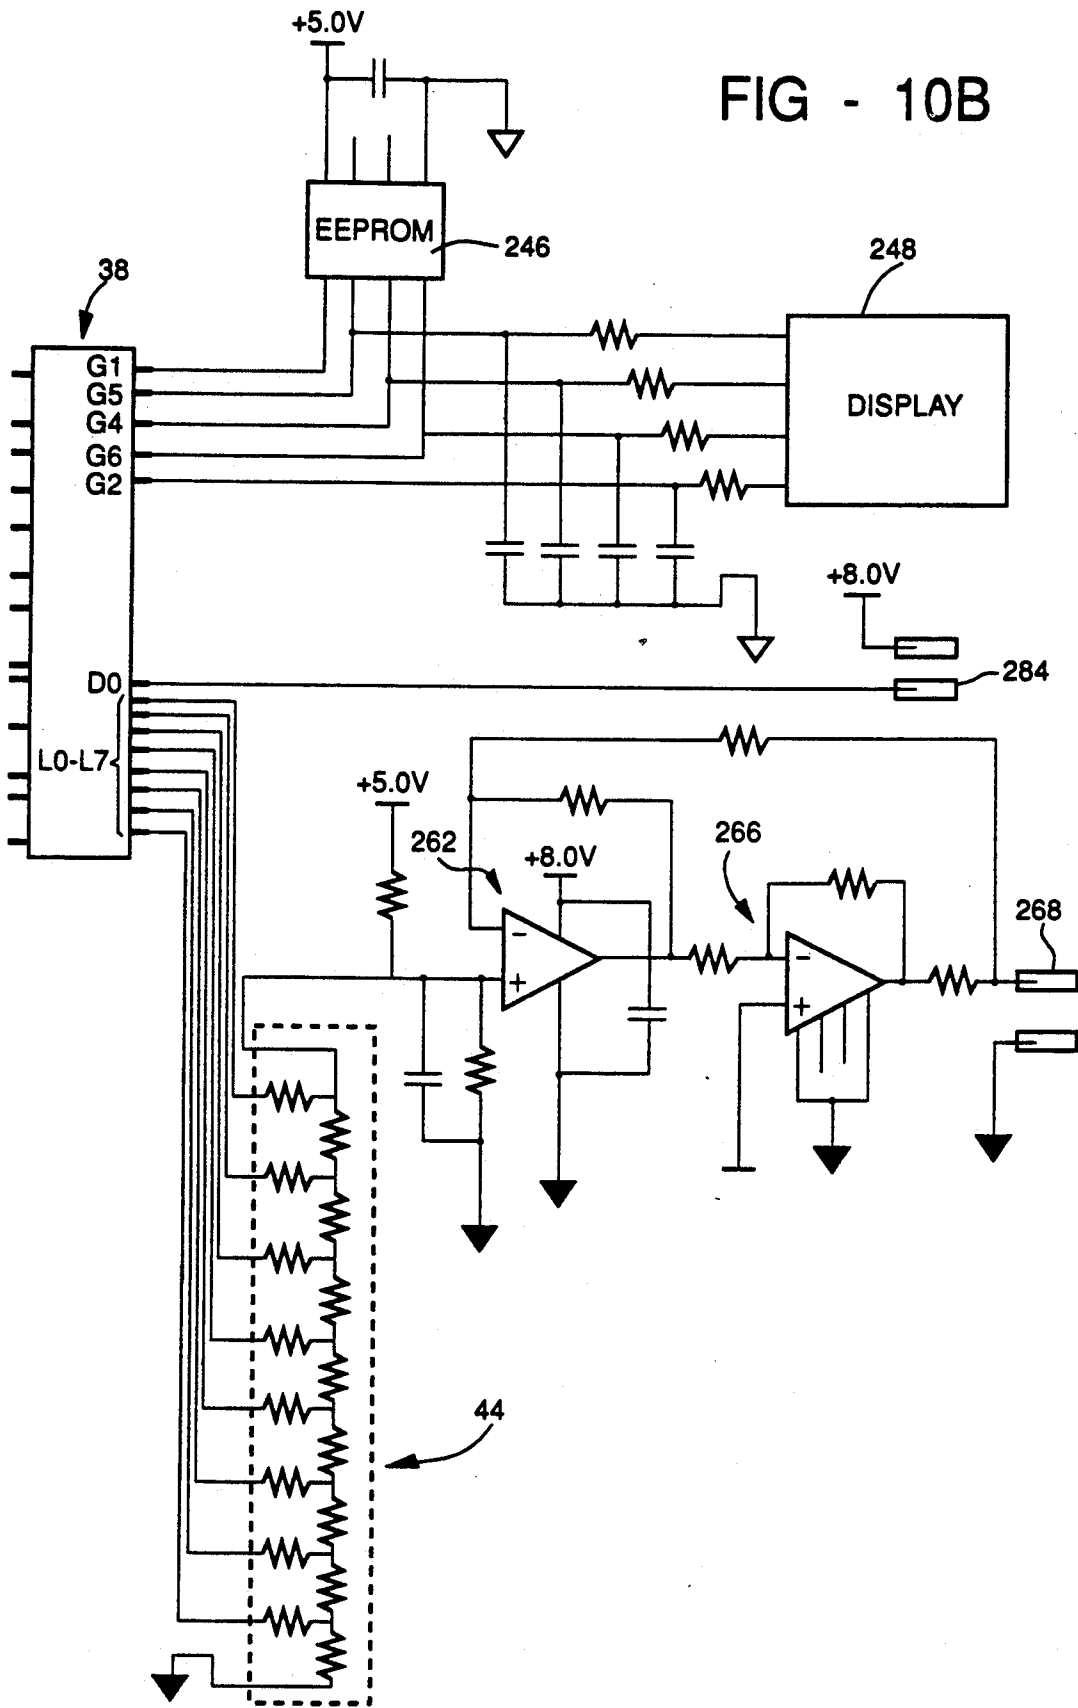 +5.0V
FIG - 10B
EEPROM
246
248
38
G1
G5
G4
G6
G2
DISPLAY
+8.0V
D0
284
L0-L7
+5.0V
262
+8.0V
266
268
-
+
-
+
44